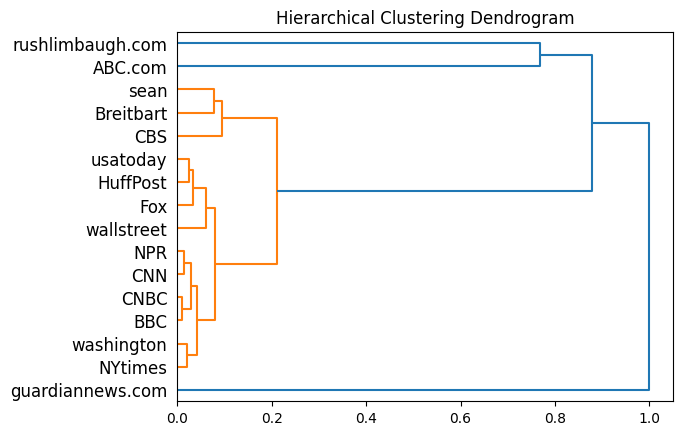 Hierarchical Clustering Dendrogram
rushlimbaugh.com
ABC.com
sean
Breitbart
CBS
usatoday
HuffPost
Fox
wallstreet
NPR
CNN
CNBC
BBC
washington
NYtimes
guardiannews.com
0.0 0.2 0.4 0.6 0.8 1.0